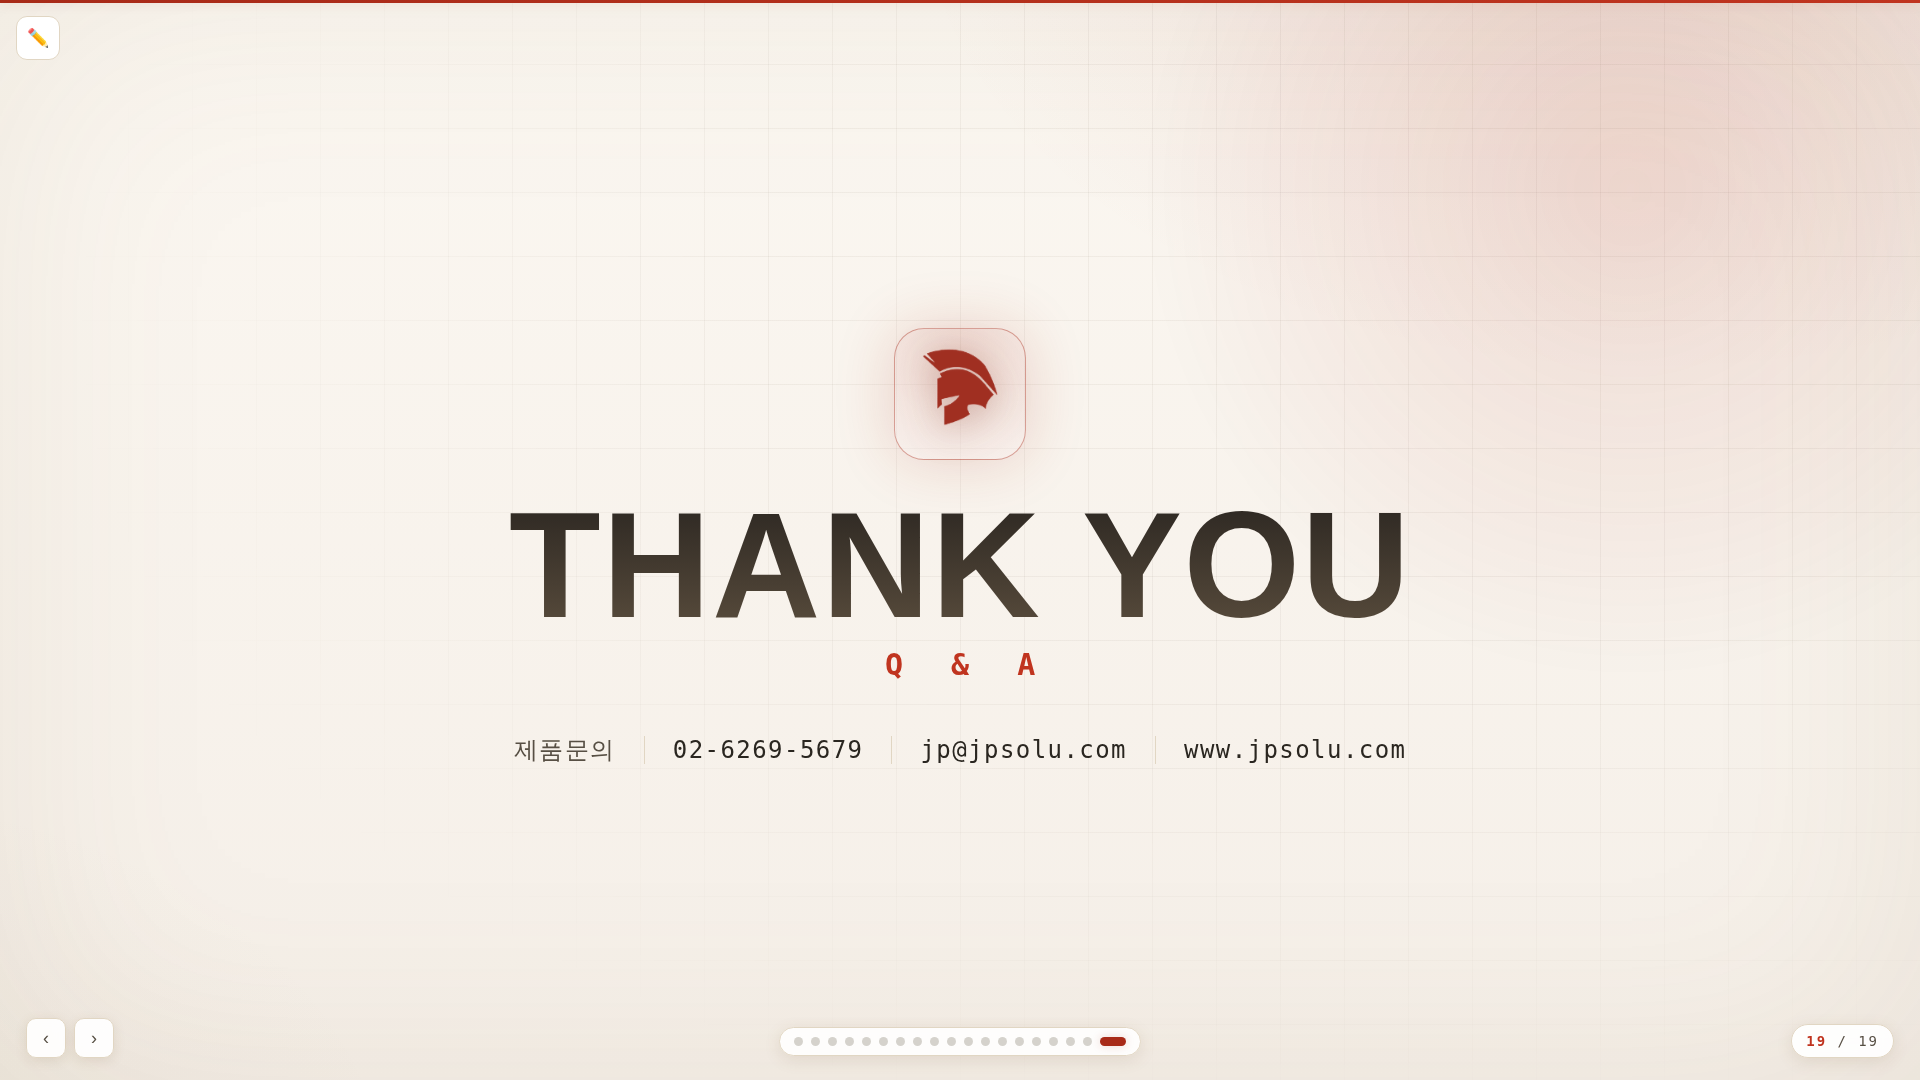 THANK YOU
Q & A
제품문의 02-6269-5679 jp@jpsolu.com www.jpsolu.com
‹ ›
19 / 19